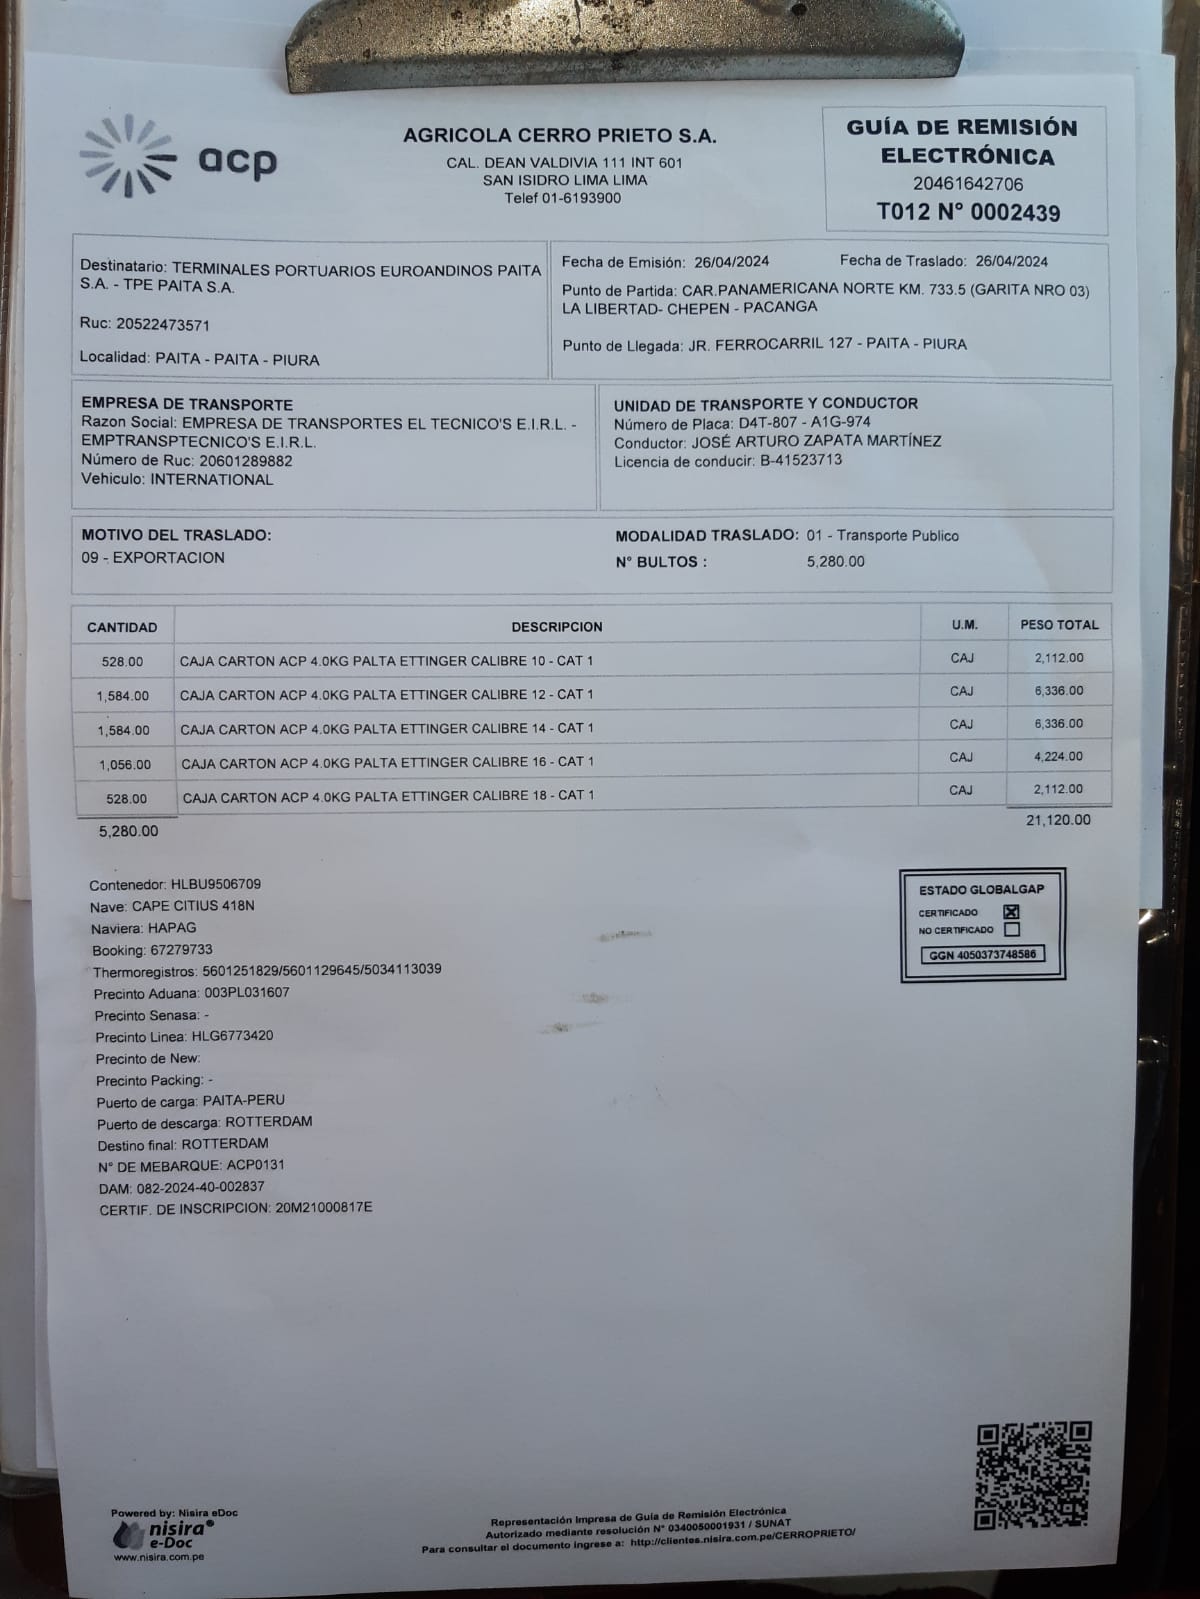 acp
AGRICOLA CERRO PRIETO S.A.
CAL. DEAN VALDIVIA 111 INT 601
SAN ISIDRO LIMA LIMA
Telef 01-6193900
GUÍA DE REMISIÓN
ELECTRÓNICA
20461642706
T012 N° 0002439
Destinatario: TERMINALES PORTUARIOS EUROANDINOS PAITA
S.A. - TPE PAITA S.A.
Ruc: 20522473571
Localidad: PAITA - PAITA - PIURA
Fecha de Emisión: 26/04/2024 Fecha de Traslado: 26/04/2024
Punto de Partida: CAR.PANAMERICANA NORTE KM. 733.5 (GARITA NRO 03)
LA LIBERTAD- CHEPEN - PACANGA
Punto de Llegada: JR. FERROCARRIL 127 - PAITA - PIURA
EMPRESA DE TRANSPORTE
Razon Social: EMPRESA DE TRANSPORTES EL TECNICO'S E.I.R.L. -
EMPTRANSPTECNICO'S E.I.R.L.
Número de Ruc: 20601289882
Vehiculo: INTERNATIONAL
UNIDAD DE TRANSPORTE Y CONDUCTOR
Número de Placa: D4T-807 - A1G-974
Conductor: JOSÉ ARTURO ZAPATA MARTÍNEZ
Licencia de conducir: B-41523713
MOTIVO DEL TRASLADO:
09 - EXPORTACION
MODALIDAD TRASLADO: 01 - Transporte Publico
N° BULTOS : 5,280.00
CANTIDAD DESCRIPCION U.M. PESO TOTAL
528.00 CAJA CARTON ACP 4.0KG PALTA ETTINGER CALIBRE 10 - CAT 1 CAJ 2,112.00
1,584.00 CAJA CARTON ACP 4.0KG PALTA ETTINGER CALIBRE 12 - CAT 1 CAJ 6,336.00
1,584.00 CAJA CARTON ACP 4.0KG PALTA ETTINGER CALIBRE 14 - CAT 1 CAJ 6,336.00
1,056.00 CAJA CARTON ACP 4.0KG PALTA ETTINGER CALIBRE 16 - CAT 1 CAJ 4,224.00
528.00 CAJA CARTON ACP 4.0KG PALTA ETTINGER CALIBRE 18 - CAT 1 CAJ 2,112.00
5,280.00 21,120.00
Contenedor: HLBU9506709
Nave: CAPE CITIUS 418N
Naviera: HAPAG
Booking: 67279733
Thermoregistros: 5601251829/5601129645/5034113039
Precinto Aduana: 003PL031607
Precinto Senasa: -
Precinto Linea: HLG6773420
Precinto de New:
Precinto Packing: -
Puerto de carga: PAITA-PERU
Puerto de descarga: ROTTERDAM
Destino final: ROTTERDAM
N° DE MEBARQUE: ACP0131
DAM: 082-2024-40-002837
CERTIF. DE INSCRIPCION: 20M21000817E
ESTADO GLOBALGAP
CERTIFICADO ☒
NO CERTIFICADO ☐
GGN 4050373748586
Powered by: Nisira eDoc
nisira®
e-Doc
www.nisira.com.pe
Representación Impresa de Guia de Remisión Electrónica
Autorizado mediante resolución N° 0340050001931 / SUNAT
Para consultar el documento ingrese a: http://clientes.nisira.com.pe/CERROPRIETO/